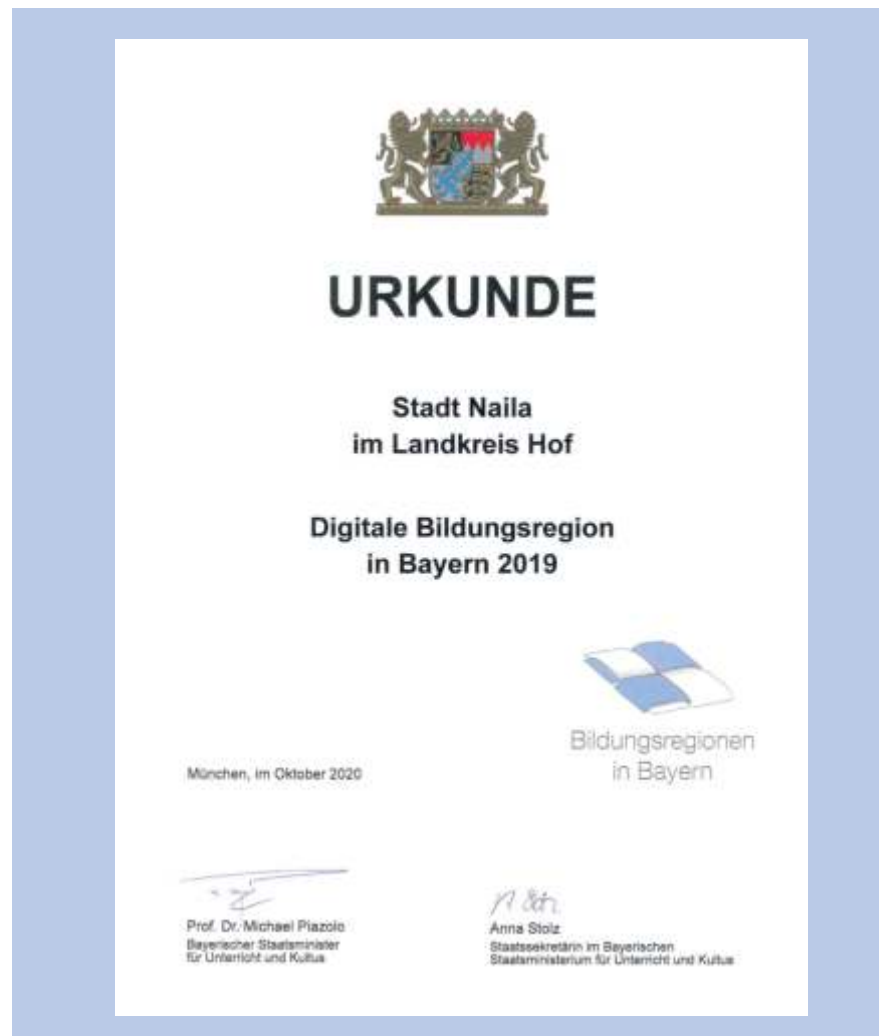 URKUNDE
Stadt Naila
im Landkreis Hof
Digitale Bildungsregion
in Bayern 2019
Bildungsregionen
in Bayern
München, im Oktober 2020
Prof. Dr. Michael Piazolo
Bayerischer Staatsminister
für Unterricht und Kultus
Anna Stolz
Staatssekretärin im Bayerischen
Staatsministerium für Unterricht und Kultus